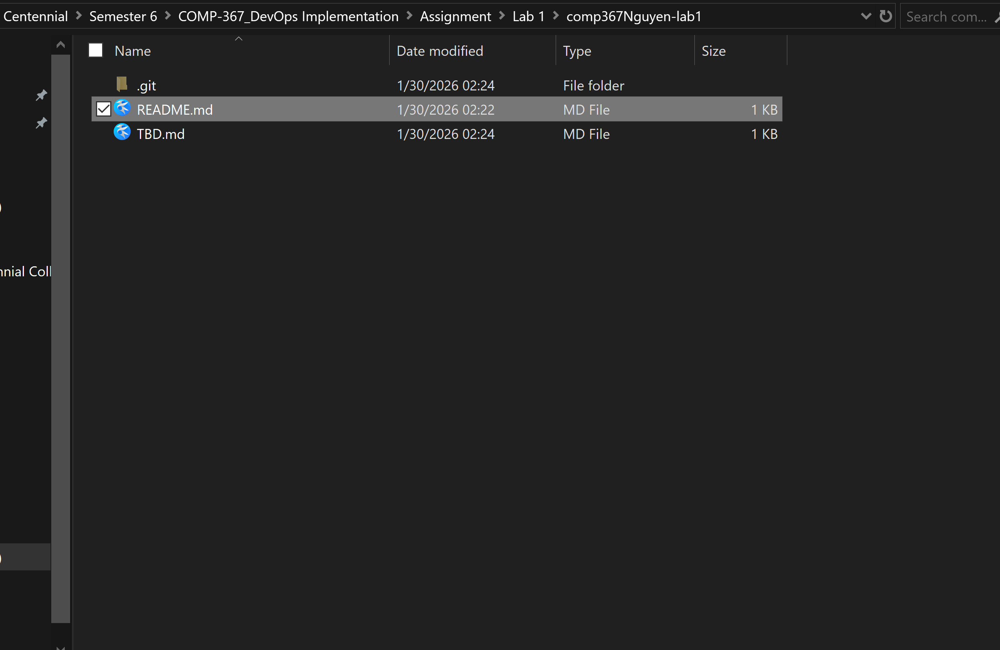 Centennial > Semester 6 > COMP-367_DevOps Implementation > Assignment > Lab 1 > comp367Nguyen-lab1
Search com...
Name Date modified Type Size
.git 1/30/2026 02:24 File folder
README.md 1/30/2026 02:22 MD File 1 KB
TBD.md 1/30/2026 02:24 MD File 1 KB
)
nnial Coll
)